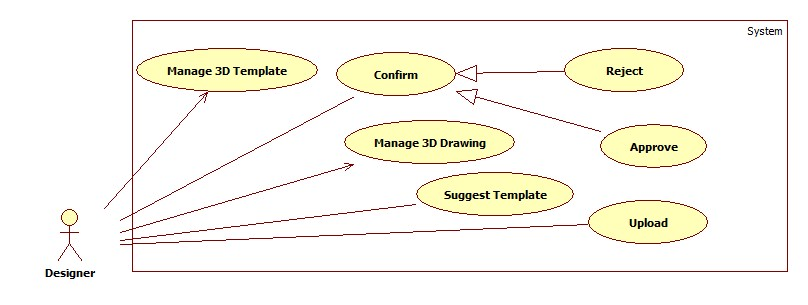 System
Manage 3D Template
Confirm
Reject
Manage 3D Drawing
Approve
Suggest Template
Upload
Designer